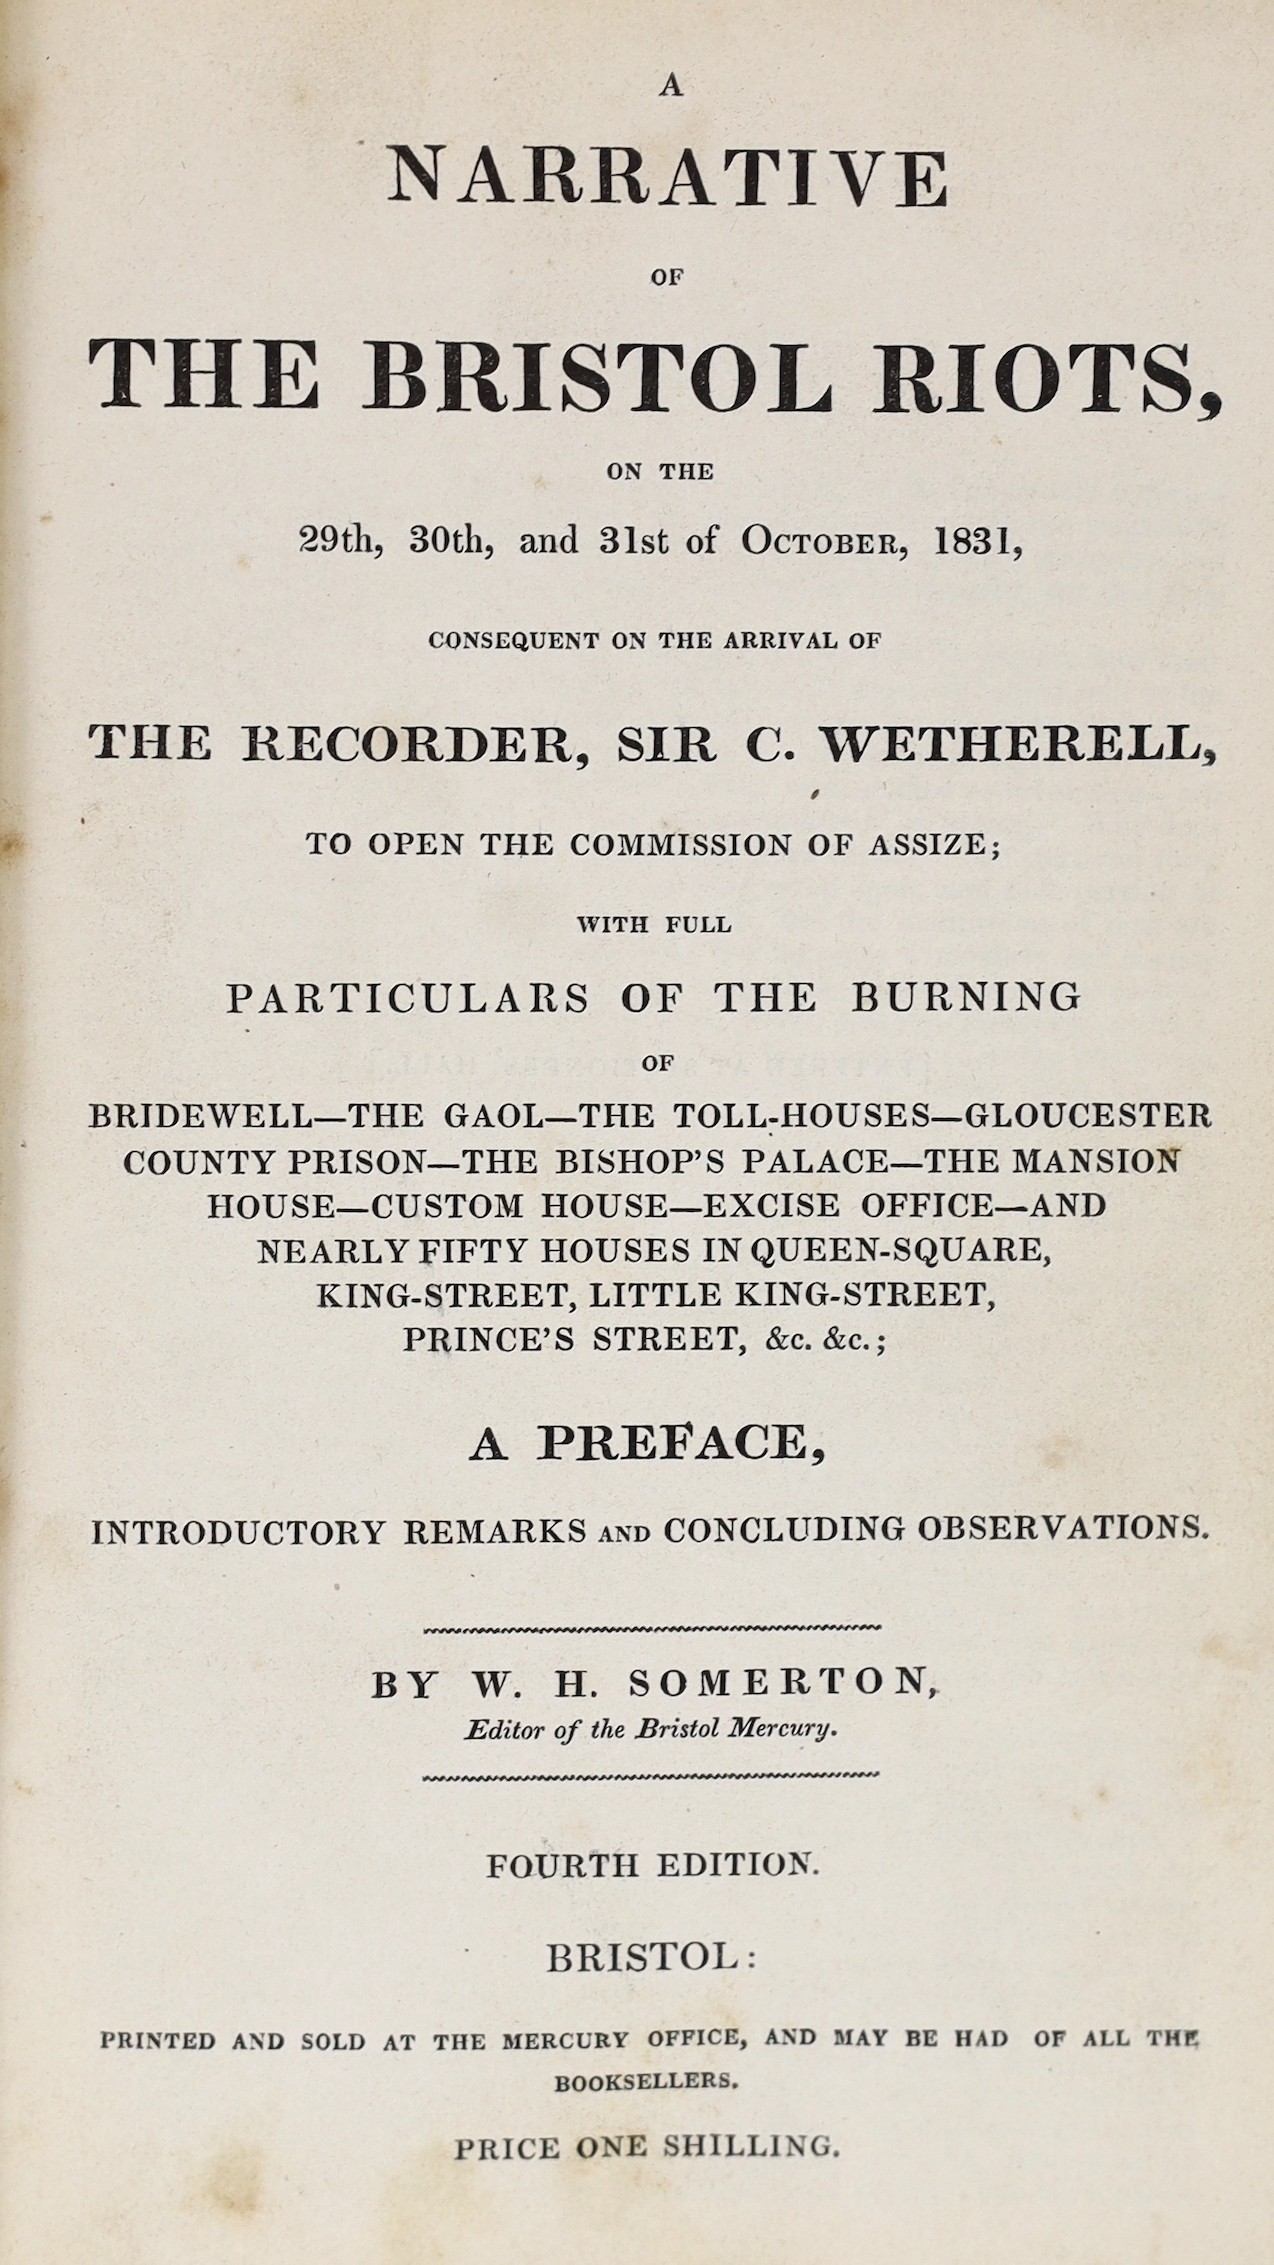 A
NARRATIVE
OF
THE BRISTOL RIOTS,
ON THE
29th, 30th, and 31st of OCTOBER, 1831,
CONSEQUENT ON THE ARRIVAL OF
THE RECORDER, SIR C. WETHERELL,
TO OPEN THE COMMISSION OF ASSIZE;
WITH FULL
PARTICULARS OF THE BURNING
OF
BRIDEWELL—THE GAOL—THE TOLL-HOUSES—GLOUCESTER
COUNTY PRISON—THE BISHOP'S PALACE—THE MANSION
HOUSE—CUSTOM HOUSE—EXCISE OFFICE—AND
NEARLY FIFTY HOUSES IN QUEEN-SQUARE,
KING-STREET, LITTLE KING-STREET,
PRINCE'S STREET, &c. &c.;
A PREFACE,
INTRODUCTORY REMARKS AND CONCLUDING OBSERVATIONS.
BY W. H. SOMERTON,
Editor of the Bristol Mercury.
FOURTH EDITION.
BRISTOL:
PRINTED AND SOLD AT THE MERCURY OFFICE, AND MAY BE HAD OF ALL THE
BOOKSELLERS.
PRICE ONE SHILLING.